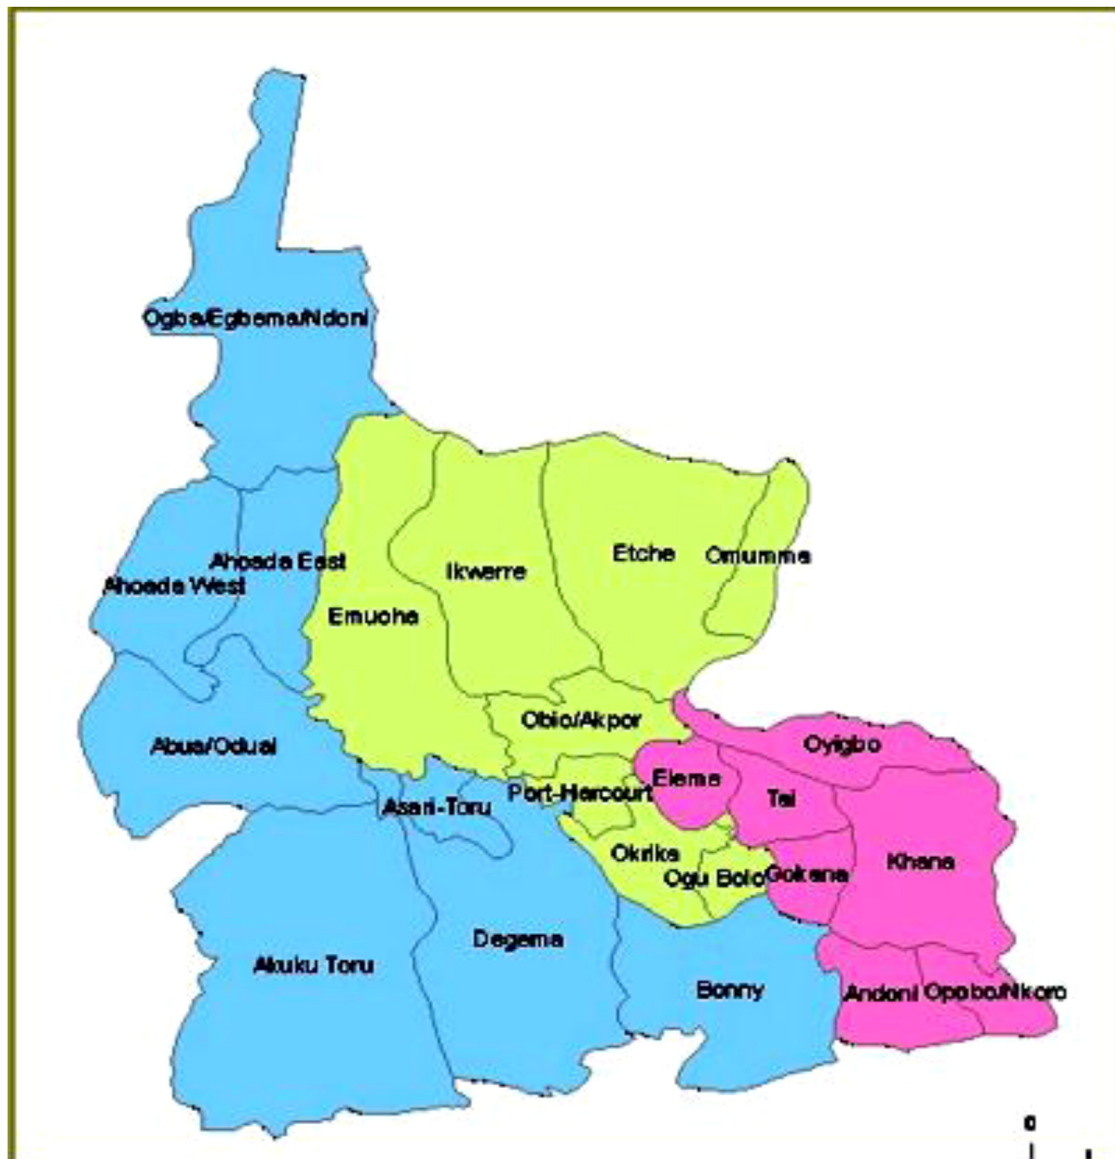 Ogba/Egbema/Ndoni
Etche
Omumma
Ahoada East
Ikwerre
Ahoada West
Emuoha
Obio/Akpor
Abua/Odual
Oyigbo
Eleme
Port-Harcourt
Tai
Asari-Toru
Okrika
Khana
Gokana
Ogu Bolo
Degema
Akuku Toru
Bonny
Andoni
Opobo/Nkoro
0